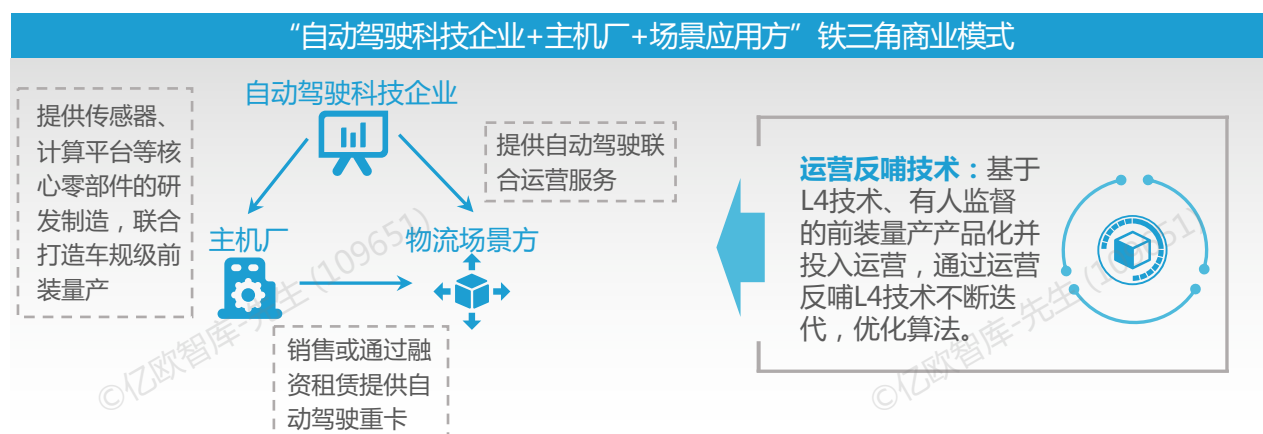 “自动驾驶科技企业+主机厂+场景应用方”铁三角商业模式
自动驾驶科技企业
提供传感器、
计算平台等核
心零部件的研
发制造，联合
打造车规级前
装量产
提供自动驾驶联
合运营服务
主机厂
物流场景方
销售或通过融
资租赁提供自
动驾驶重卡
运营反哺技术：基于
L4技术、有人监督
的前装量产产品化并
投入运营，通过运营
反哺L4技术不断迭
代，优化算法。
©亿欧智库-先生(109651)
©亿欧智库-先生(109651)